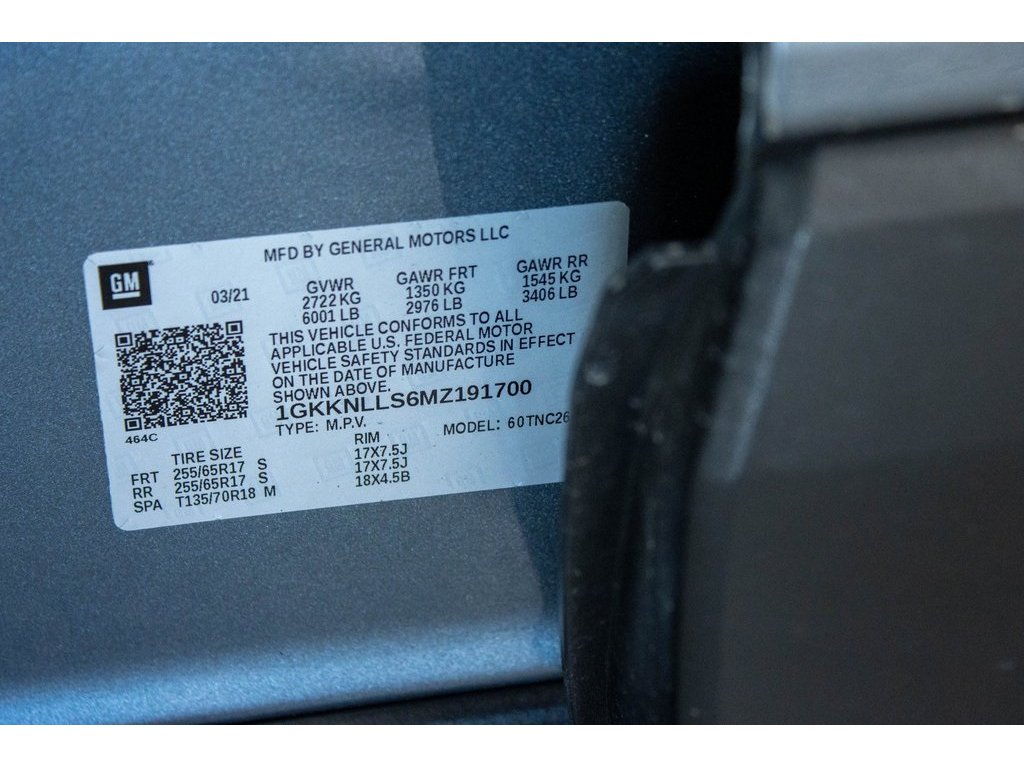 MFD BY GENERAL MOTORS LLC
GM
03/21
GVWR GAWR FRT GAWR RR
2722 KG 1350 KG 1545 KG
6001 LB 2976 LB 3406 LB
THIS VEHICLE CONFORMS TO ALL
APPLICABLE U.S. FEDERAL MOTOR
VEHICLE SAFETY STANDARDS IN EFFECT
ON THE DATE OF MANUFACTURE
SHOWN ABOVE.
1GKKNLLS6MZ191700
TYPE: M.P.V. MODEL: 60TNC26
464C
TIRE SIZE RIM
FRT 255/65R17 S 17X7.5J
RR 255/65R17 S 17X7.5J
SPA T135/70R18 M 18X4.5B